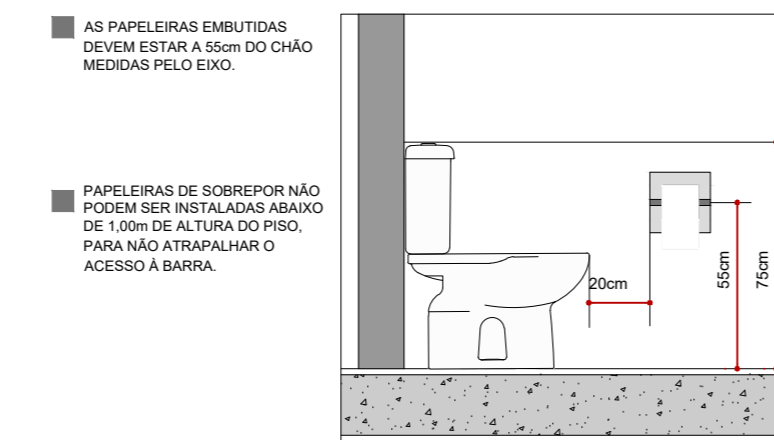 AS PAPELEIRAS EMBUTIDAS
DEVEM ESTAR A 55cm DO CHÃO
MEDIDAS PELO EIXO.
PAPELEIRAS DE SOBREPOR NÃO
PODEM SER INSTALADAS ABAIXO
DE 1,00m DE ALTURA DO PISO,
PARA NÃO ATRAPALHAR O
ACESSO À BARRA.
20cm
55cm
75cm